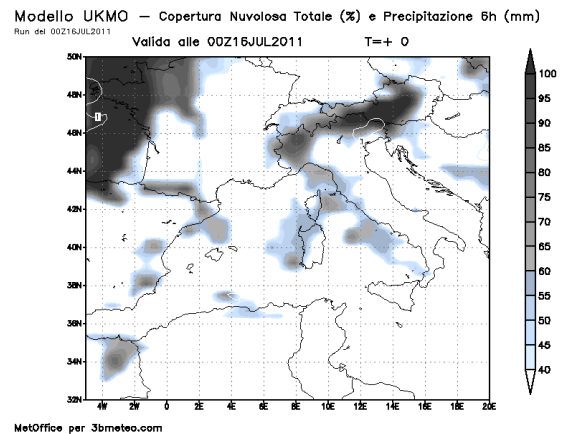 Modello UKMO — Copertura Nuvolosa Totale (%) e Precipitazione 6h (mm)
Run del 00Z16JUL2011
Valida alle 00Z16JUL2011 T=+ 0
50N
48N
46N
44N
42N
40N
38N
36N
34N
32N
4W 2W 0 2E 4E 6E 8E 10E 12E 14E 16E 18E 20E
1
100
95
90
85
80
75
70
65
60
55
50
45
40
MetOffice per 3bmeteo.com